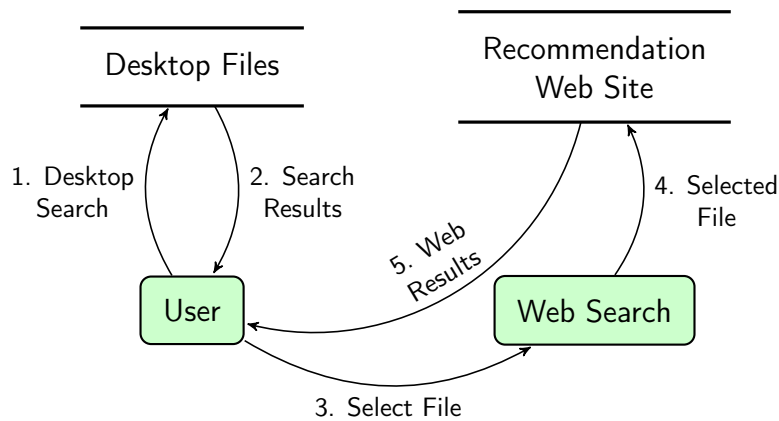 Desktop Files
Recommendation
Web Site
1. Desktop
Search
2. Search
Results
4. Selected
File
5. Web
Results
User
Web Search
3. Select File